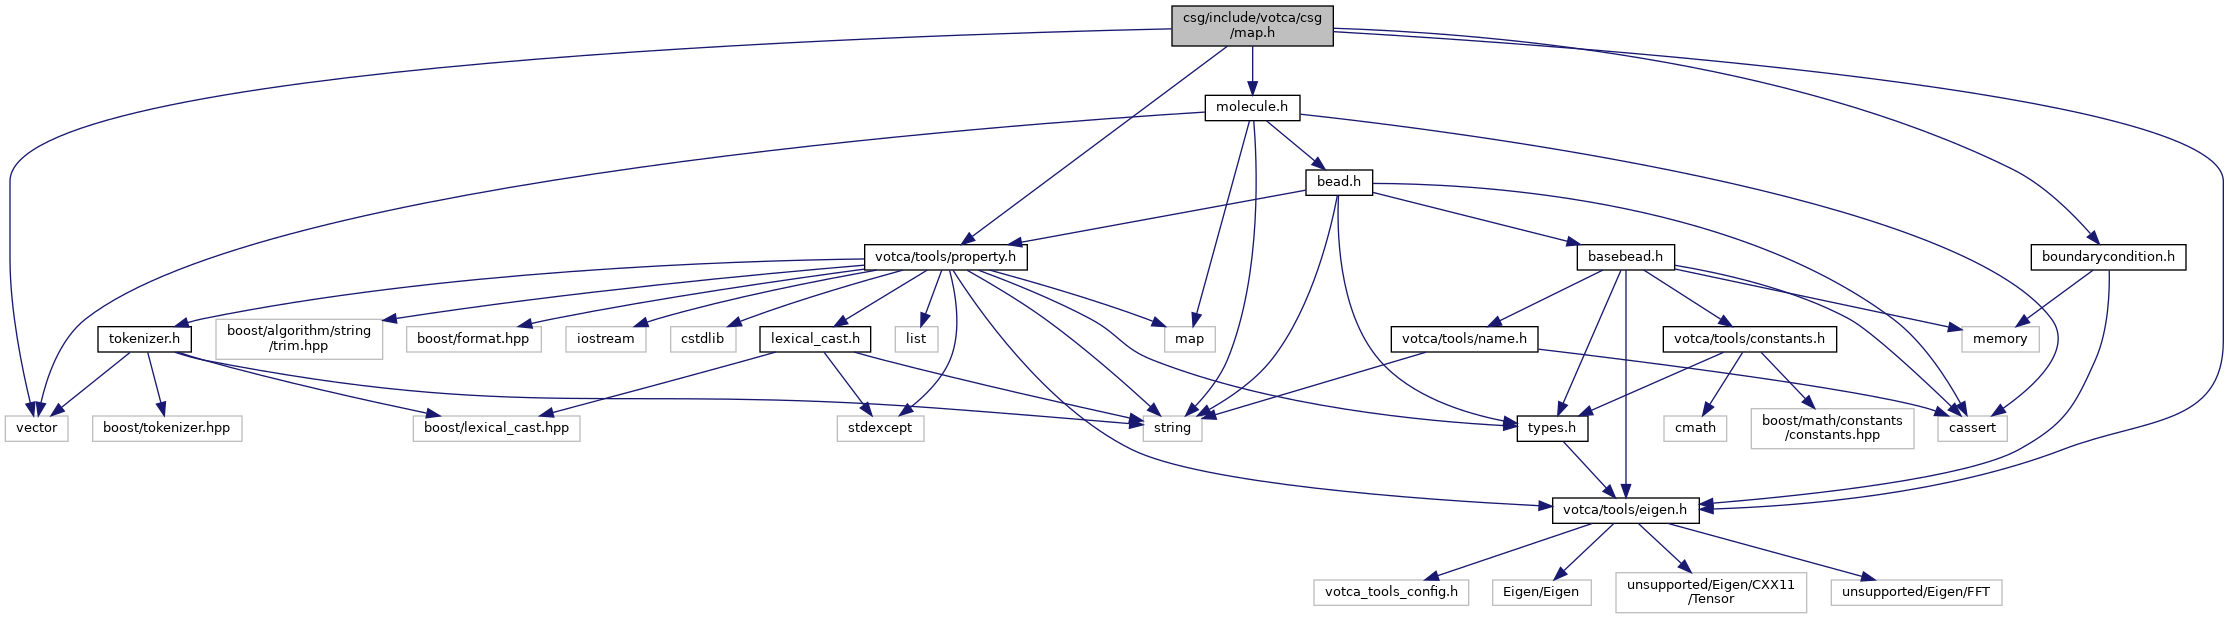 csg/include/votca/csg
/map.h
molecule.h
bead.h
votca/tools/property.h
basebead.h
boundarycondition.h
tokenizer.h
boost/algorithm/string
/trim.hpp
boost/format.hpp
iostream
cstdlib
lexical_cast.h
list
map
votca/tools/name.h
votca/tools/constants.h
memory
vector
boost/tokenizer.hpp
boost/lexical_cast.hpp
stdexcept
string
types.h
cmath
boost/math/constants
/constants.hpp
cassert
votca/tools/eigen.h
votca_tools_config.h
Eigen/Eigen
unsupported/Eigen/CXX11
/Tensor
unsupported/Eigen/FFT